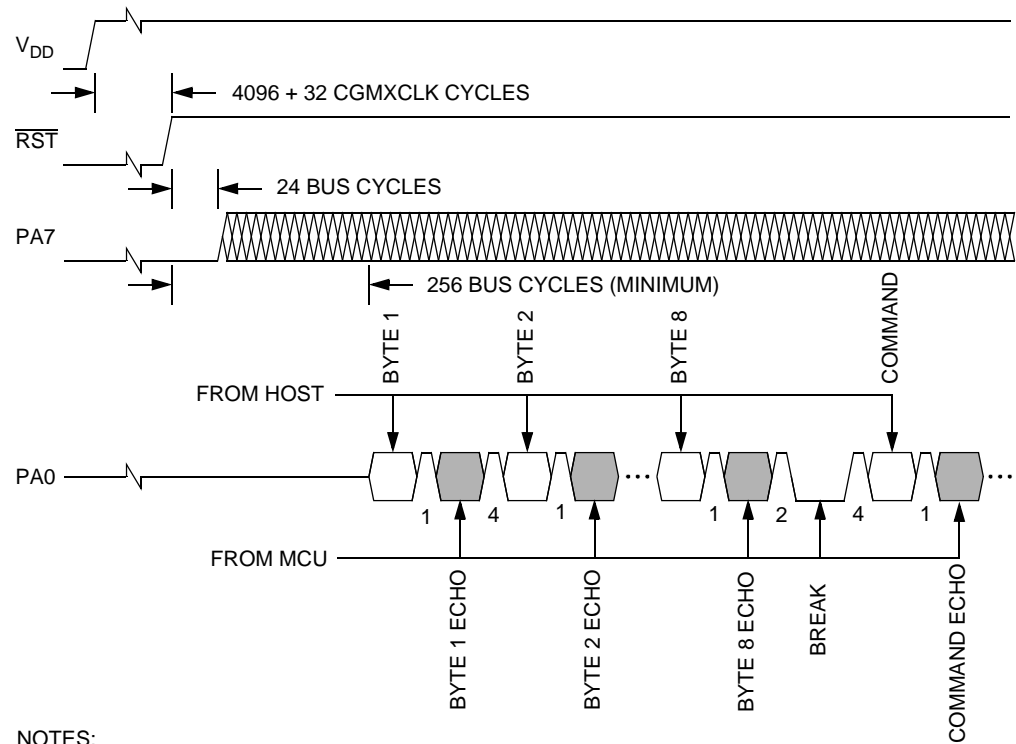 VDD
4096 + 32 CGMXCLK CYCLES
RST
24 BUS CYCLES
PA7
256 BUS CYCLES (MINIMUM)
BYTE 1
BYTE 2
BYTE 8
COMMAND
FROM HOST
PA0
1
4
1
1
2
4
1
FROM MCU
BYTE 1 ECHO
BYTE 2 ECHO
BYTE 8 ECHO
BREAK
COMMAND ECHO
NOTES: